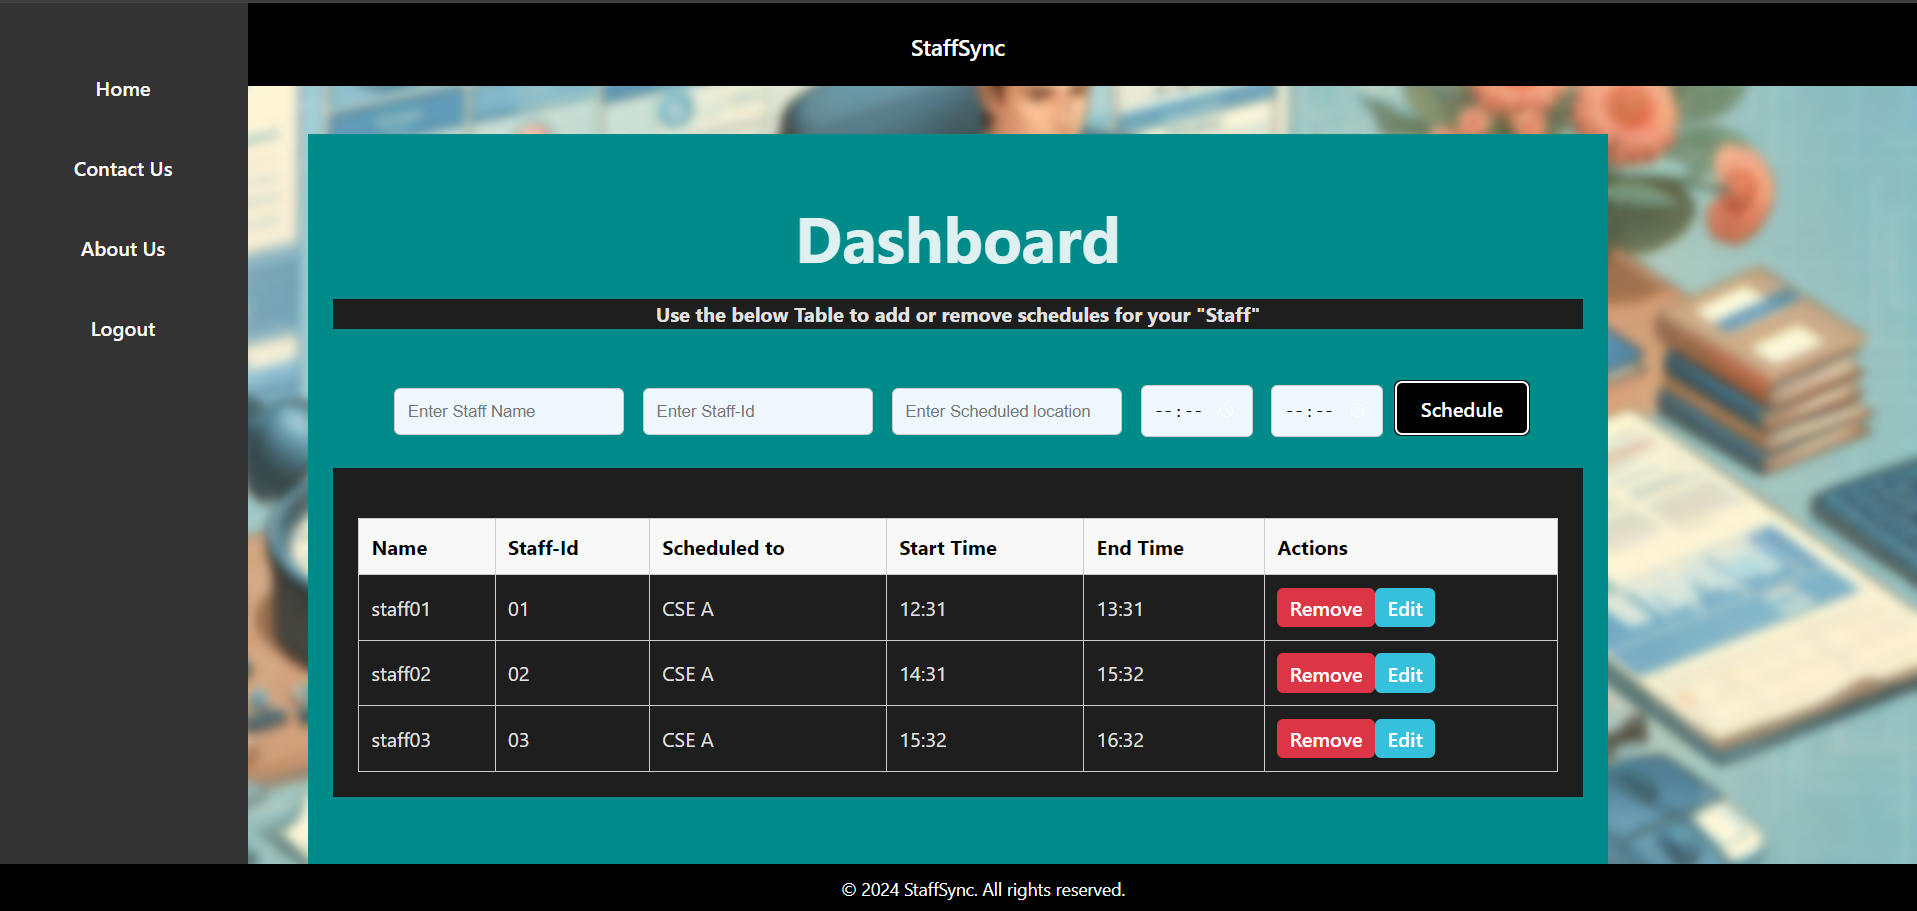 StaffSync
Home
Contact Us
About Us
Logout
Dashboard
Use the below Table to add or remove schedules for your "Staff"
Enter Staff Name Enter Staff-Id Enter Scheduled location --:-- --:-- Schedule
Name Staff-Id Scheduled to Start Time End Time Actions
staff01 01 CSE A 12:31 13:31 Remove Edit
staff02 02 CSE A 14:31 15:32 Remove Edit
staff03 03 CSE A 15:32 16:32 Remove Edit
© 2024 StaffSync. All rights reserved.